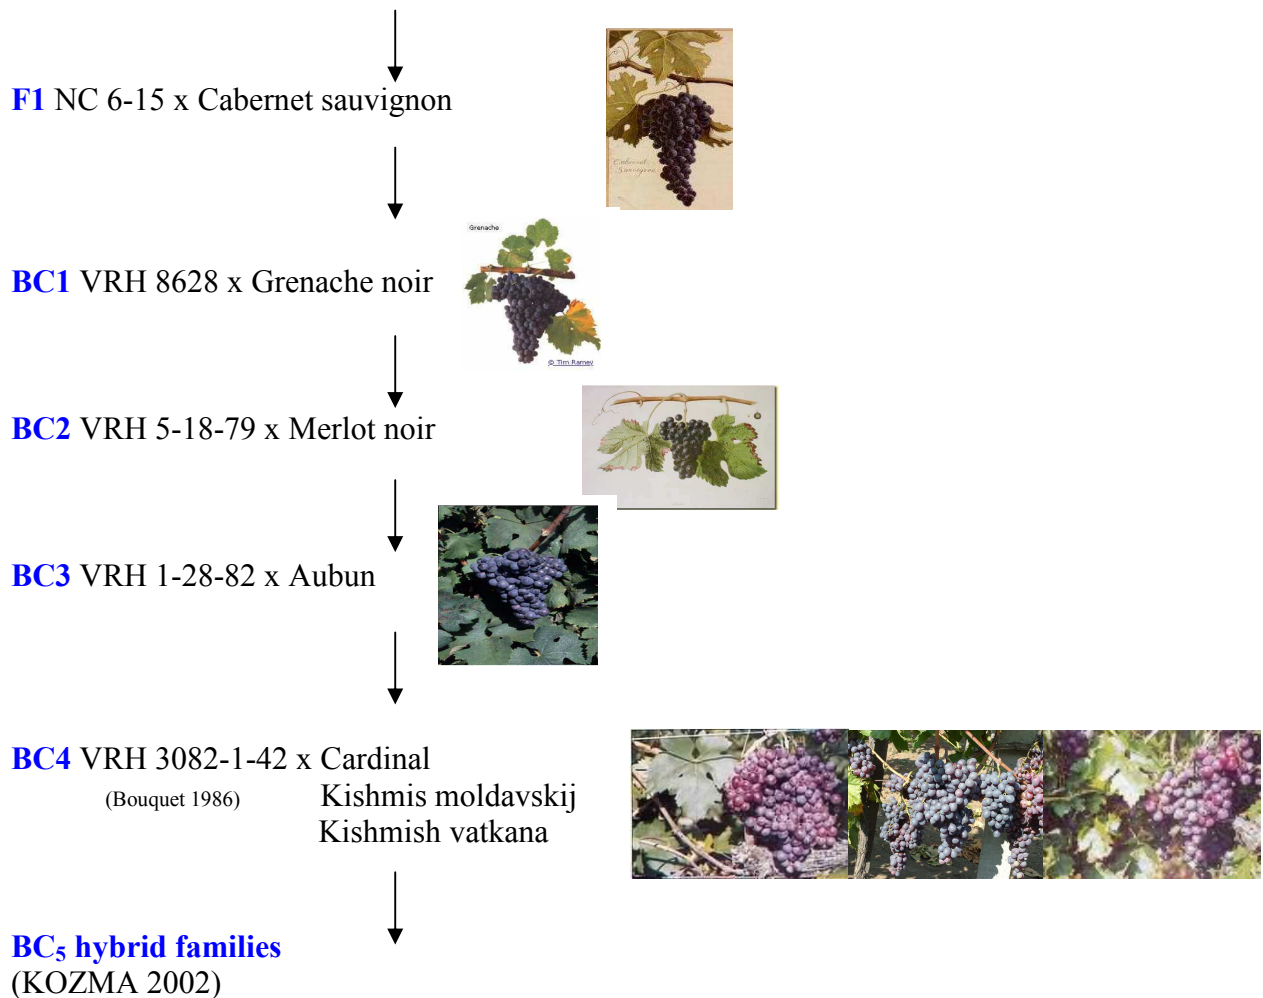 F1 NC 6-15 x Cabernet sauvignon
Cabernet
Sauvignon
Grenache
BC1 VRH 8628 x Grenache noir
© Tim Ramey
BC2 VRH 5-18-79 x Merlot noir
BC3 VRH 1-28-82 x Aubun
BC4 VRH 3082-1-42 x Cardinal
(Bouquet 1986) Kishmis moldavskij
Kishmish vatkana
BC₅ hybrid families
(KOZMA 2002)